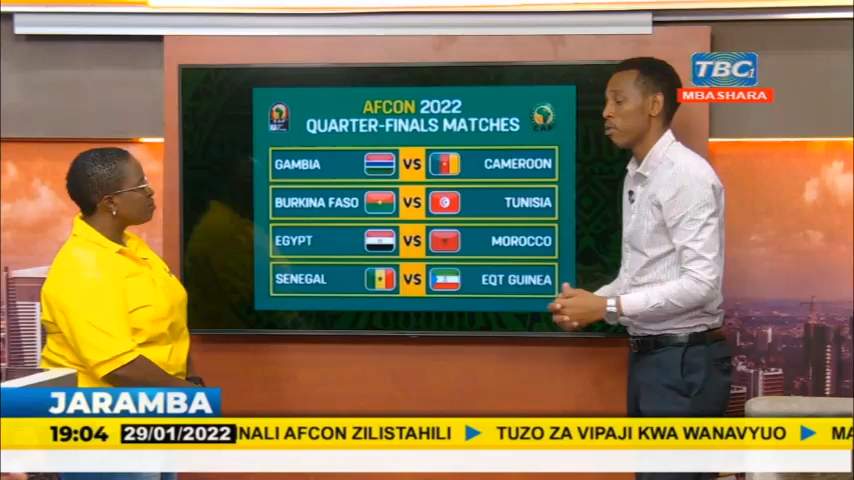 TBC1
MBASHARA
AFCON 2022
QUARTER-FINALS MATCHES
CAF
GAMBIA VS CAMEROON
BURKINA FASO VS TUNISIA
EGYPT VS MOROCCO
SENEGAL VS EQT GUINEA
JARAMBA
19:04 29/01/2022 NALI AFCON ZILISTAHILI TUZO ZA VIPAJI KWA WANAVYUO